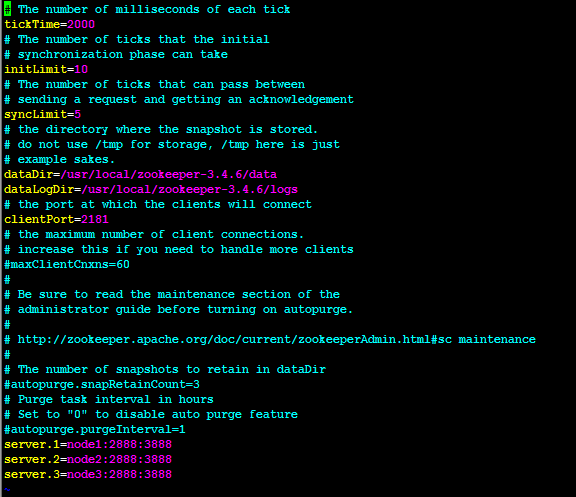 # The number of milliseconds of each tick
tickTime=2000
# The number of ticks that the initial
# synchronization phase can take
initLimit=10
# The number of ticks that can pass between
# sending a request and getting an acknowledgement
syncLimit=5
# the directory where the snapshot is stored.
# do not use /tmp for storage, /tmp here is just
# example sakes.
dataDir=/usr/local/zookeeper-3.4.6/data
dataLogDir=/usr/local/zookeeper-3.4.6/logs
# the port at which the clients will connect
clientPort=2181
# the maximum number of client connections.
# increase this if you need to handle more clients
#maxClientCnxns=60
#
# Be sure to read the maintenance section of the
# administrator guide before turning on autopurge.
#
# http://zookeeper.apache.org/doc/current/zookeeperAdmin.html#sc maintenance
#
# The number of snapshots to retain in dataDir
#autopurge.snapRetainCount=3
# Purge task interval in hours
# Set to "0" to disable auto purge feature
#autopurge.purgeInterval=1
server.1=node1:2888:3888
server.2=node2:2888:3888
server.3=node3:2888:3888
~